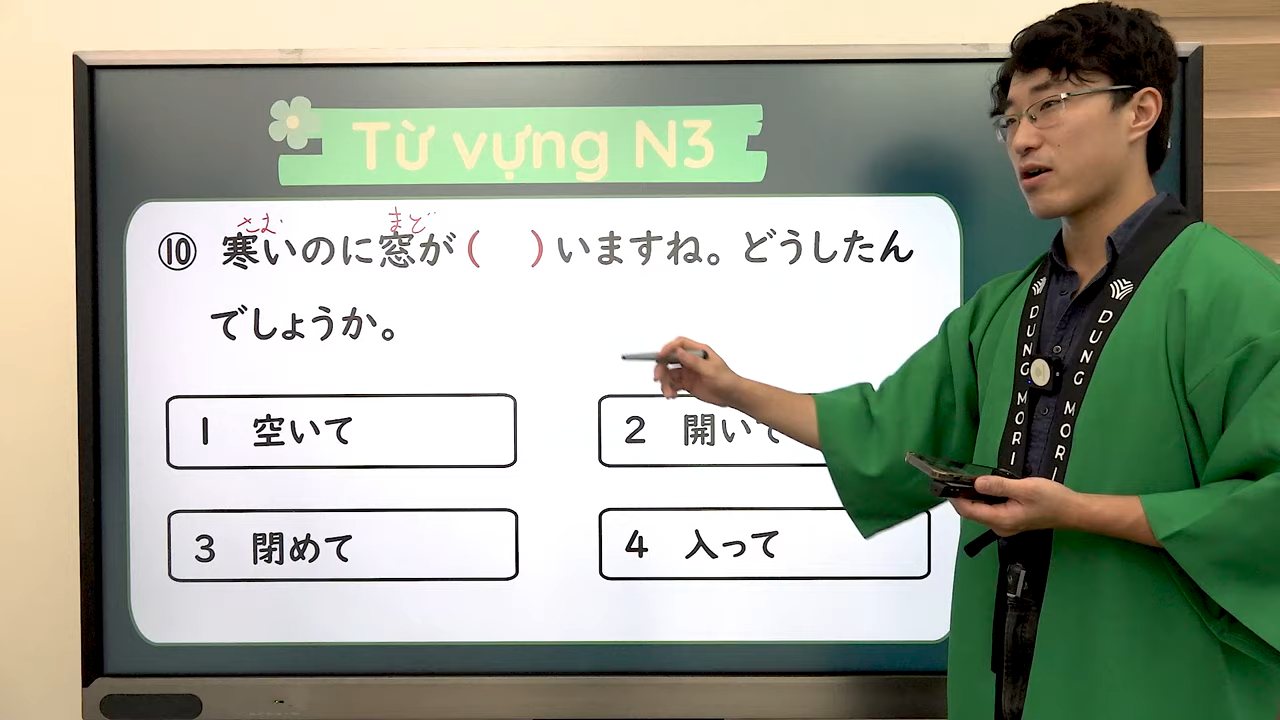 Từ vựng N3
さむ まど
⑩ 寒いのに窓が( )いますね。どうしたん
でしょうか。
1 空いて
2 開いて
3 閉めて
4 入って
DUNG MORI
DUNG MORI